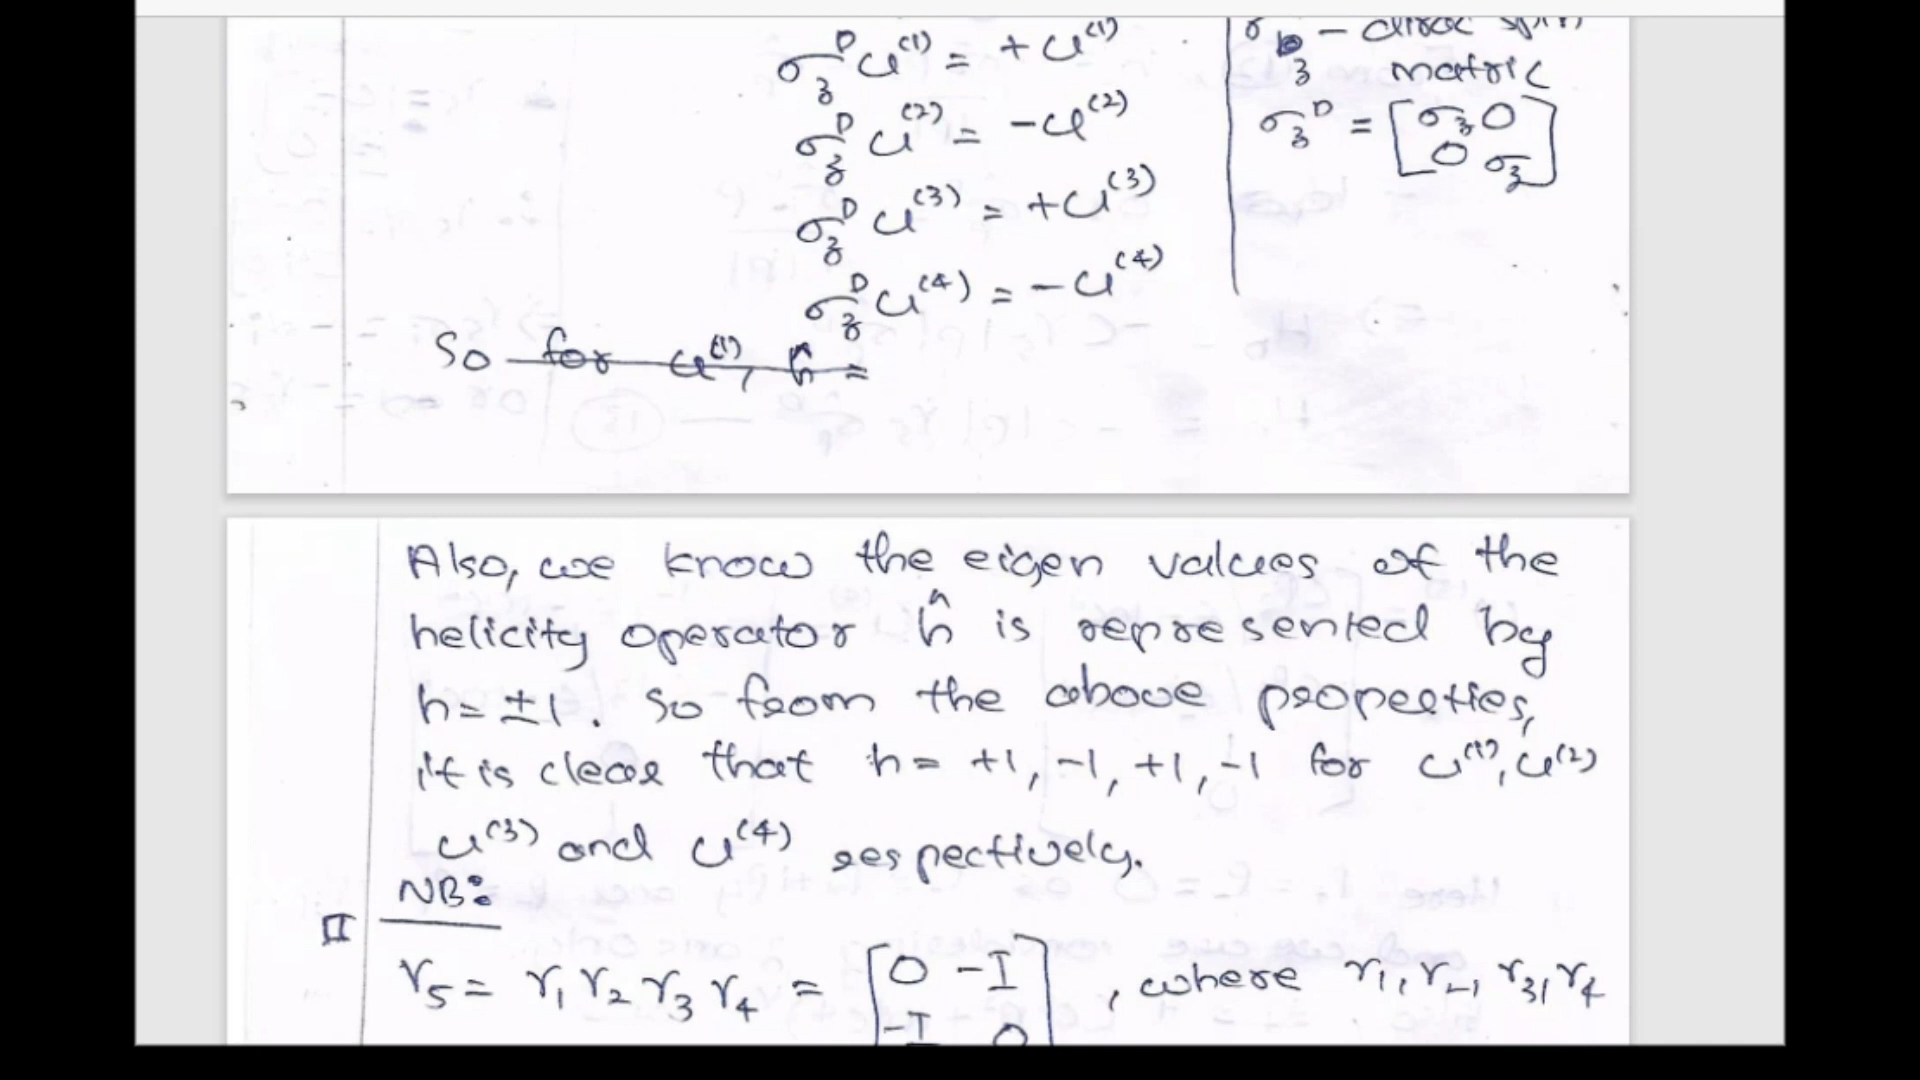 σ₃ᴰ u⁽¹⁾ = + u⁽¹⁾
σ₃ᴰ u⁽²⁾ = - u⁽²⁾
σ₃ᴰ u⁽³⁾ = + u⁽³⁾
σ₃ᴰ u⁽⁴⁾ = - u⁽⁴⁾
So for u⁽¹⁾, ĥ =
matric
σ₃ᴰ = [σ₃ 0
0 σ₃]
Also, we know the eigen values of the
helicity operator ĥ is represented by
h = ±1. So from the above properties,
it is clear that h = +1, -1, +1, -1 for u⁽¹⁾, u⁽²⁾
u⁽³⁾ and u⁽⁴⁾ respectively.
NB:
II
γ₅ = γ₁ γ₂ γ₃ γ₄ = [0 -I
-I 0] , where γ₁, γ₂, γ₃, γ₄